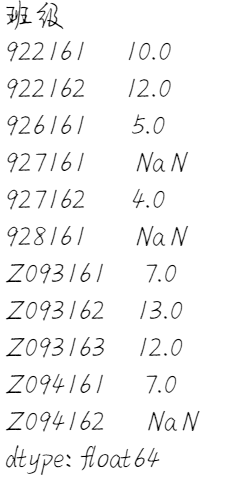 班级
922161 10.0
922162 12.0
926161 5.0
927161 NaN
927162 4.0
928161 NaN
Z093161 7.0
Z093162 13.0
Z093163 12.0
Z094161 7.0
Z094162 NaN
dtype: float64